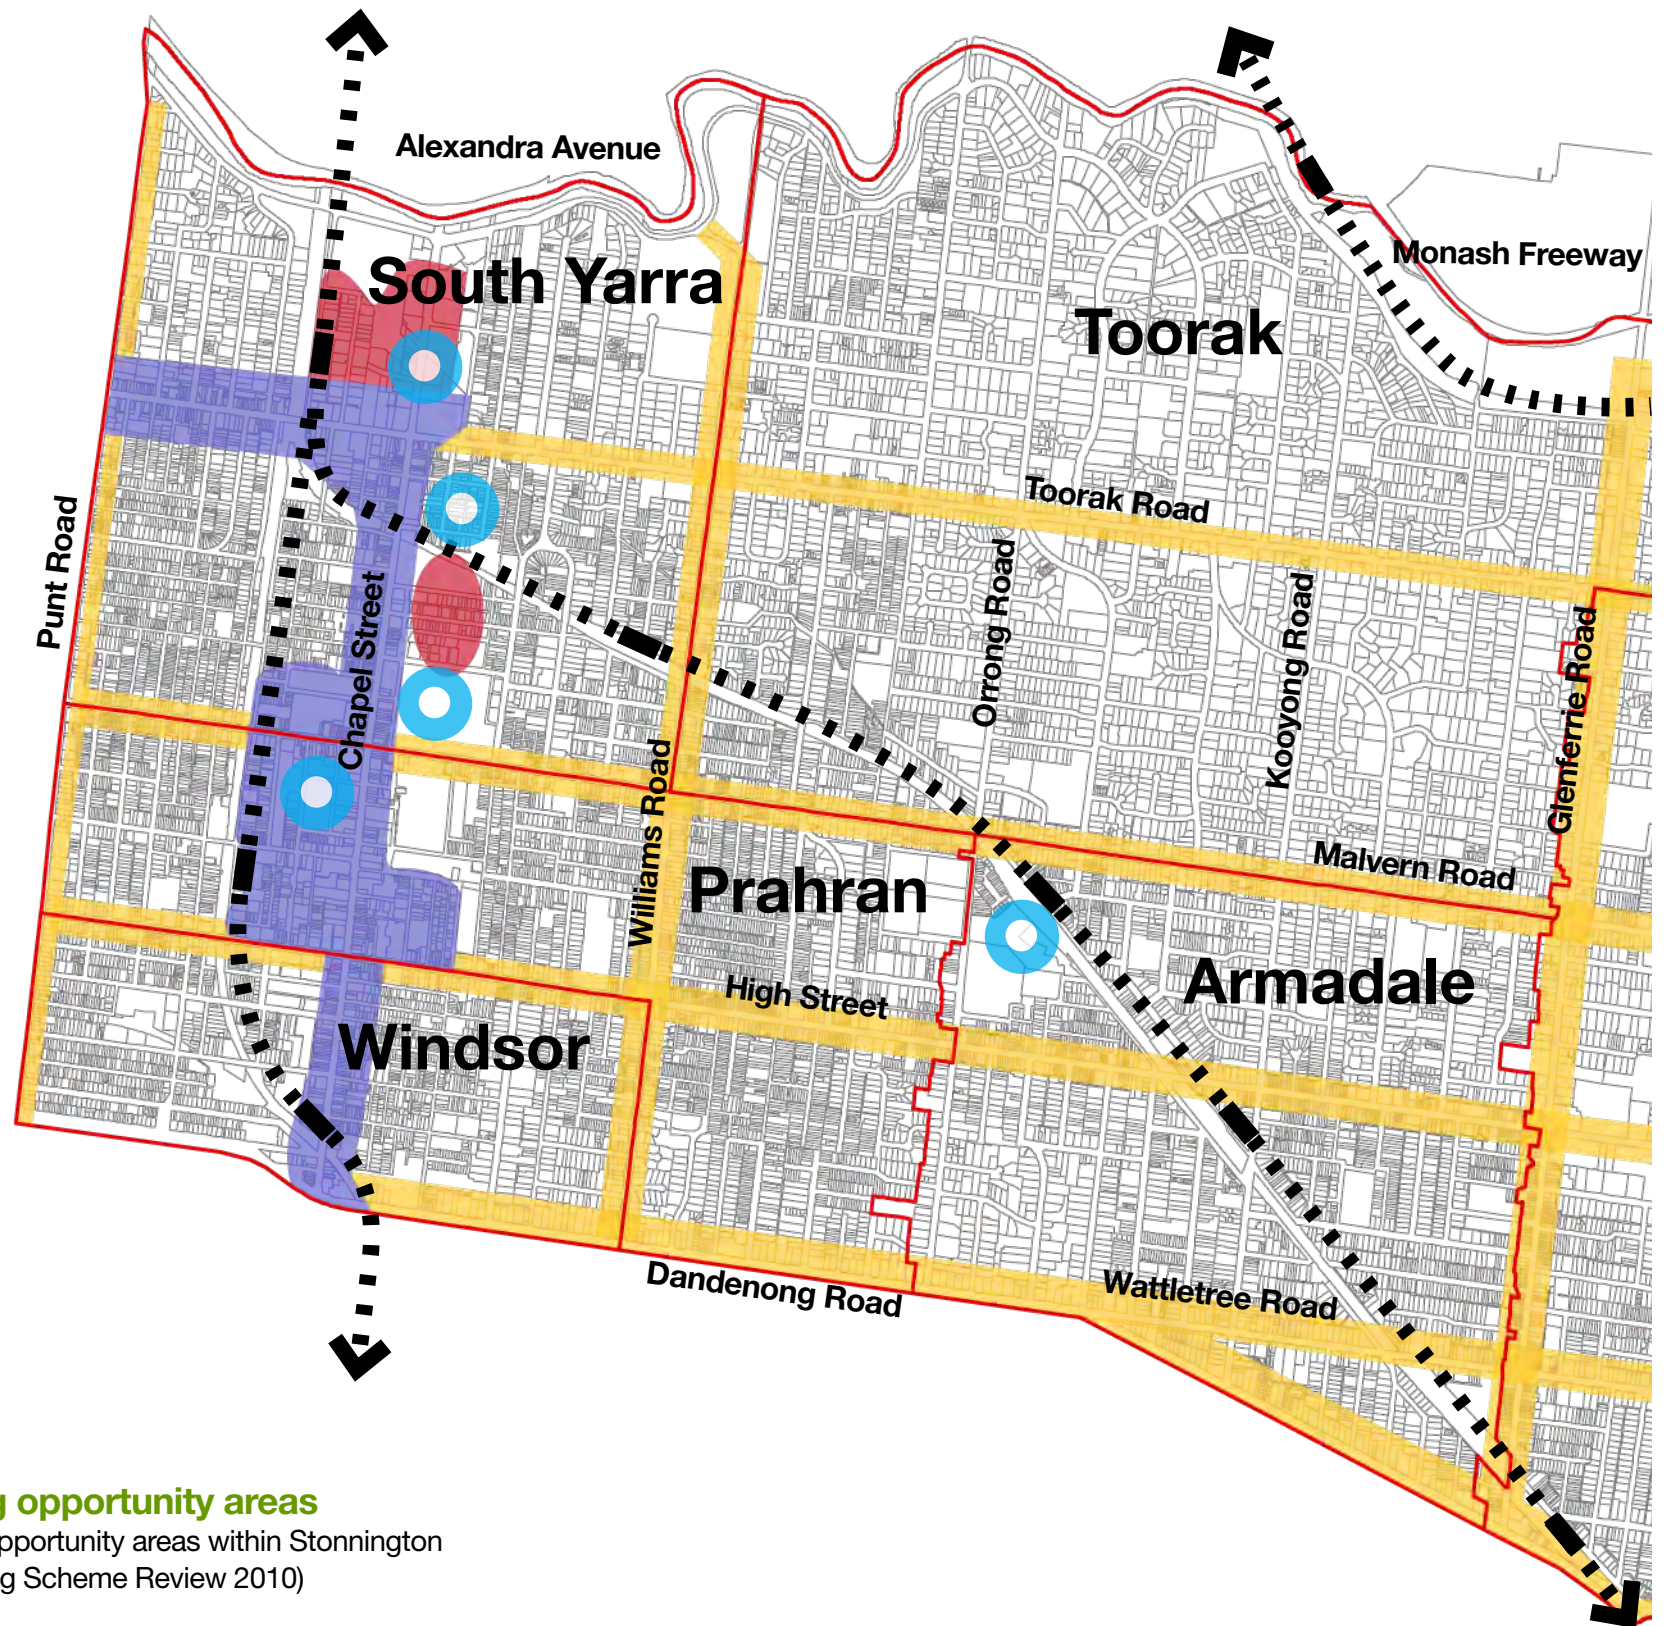 Alexandra Avenue
Monash Freeway
South Yarra
Toorak
Toorak Road
Punt Road
Orrong Road
Kooyong Road
Chapel Street
Glenferrie Road
Williams Road
Malvern Road
Prahran
Armadale
High Street
Windsor
Dandenong Road
Wattletree Road
opportunity areas
opportunity areas within Stonnington
Scheme Review 2010)